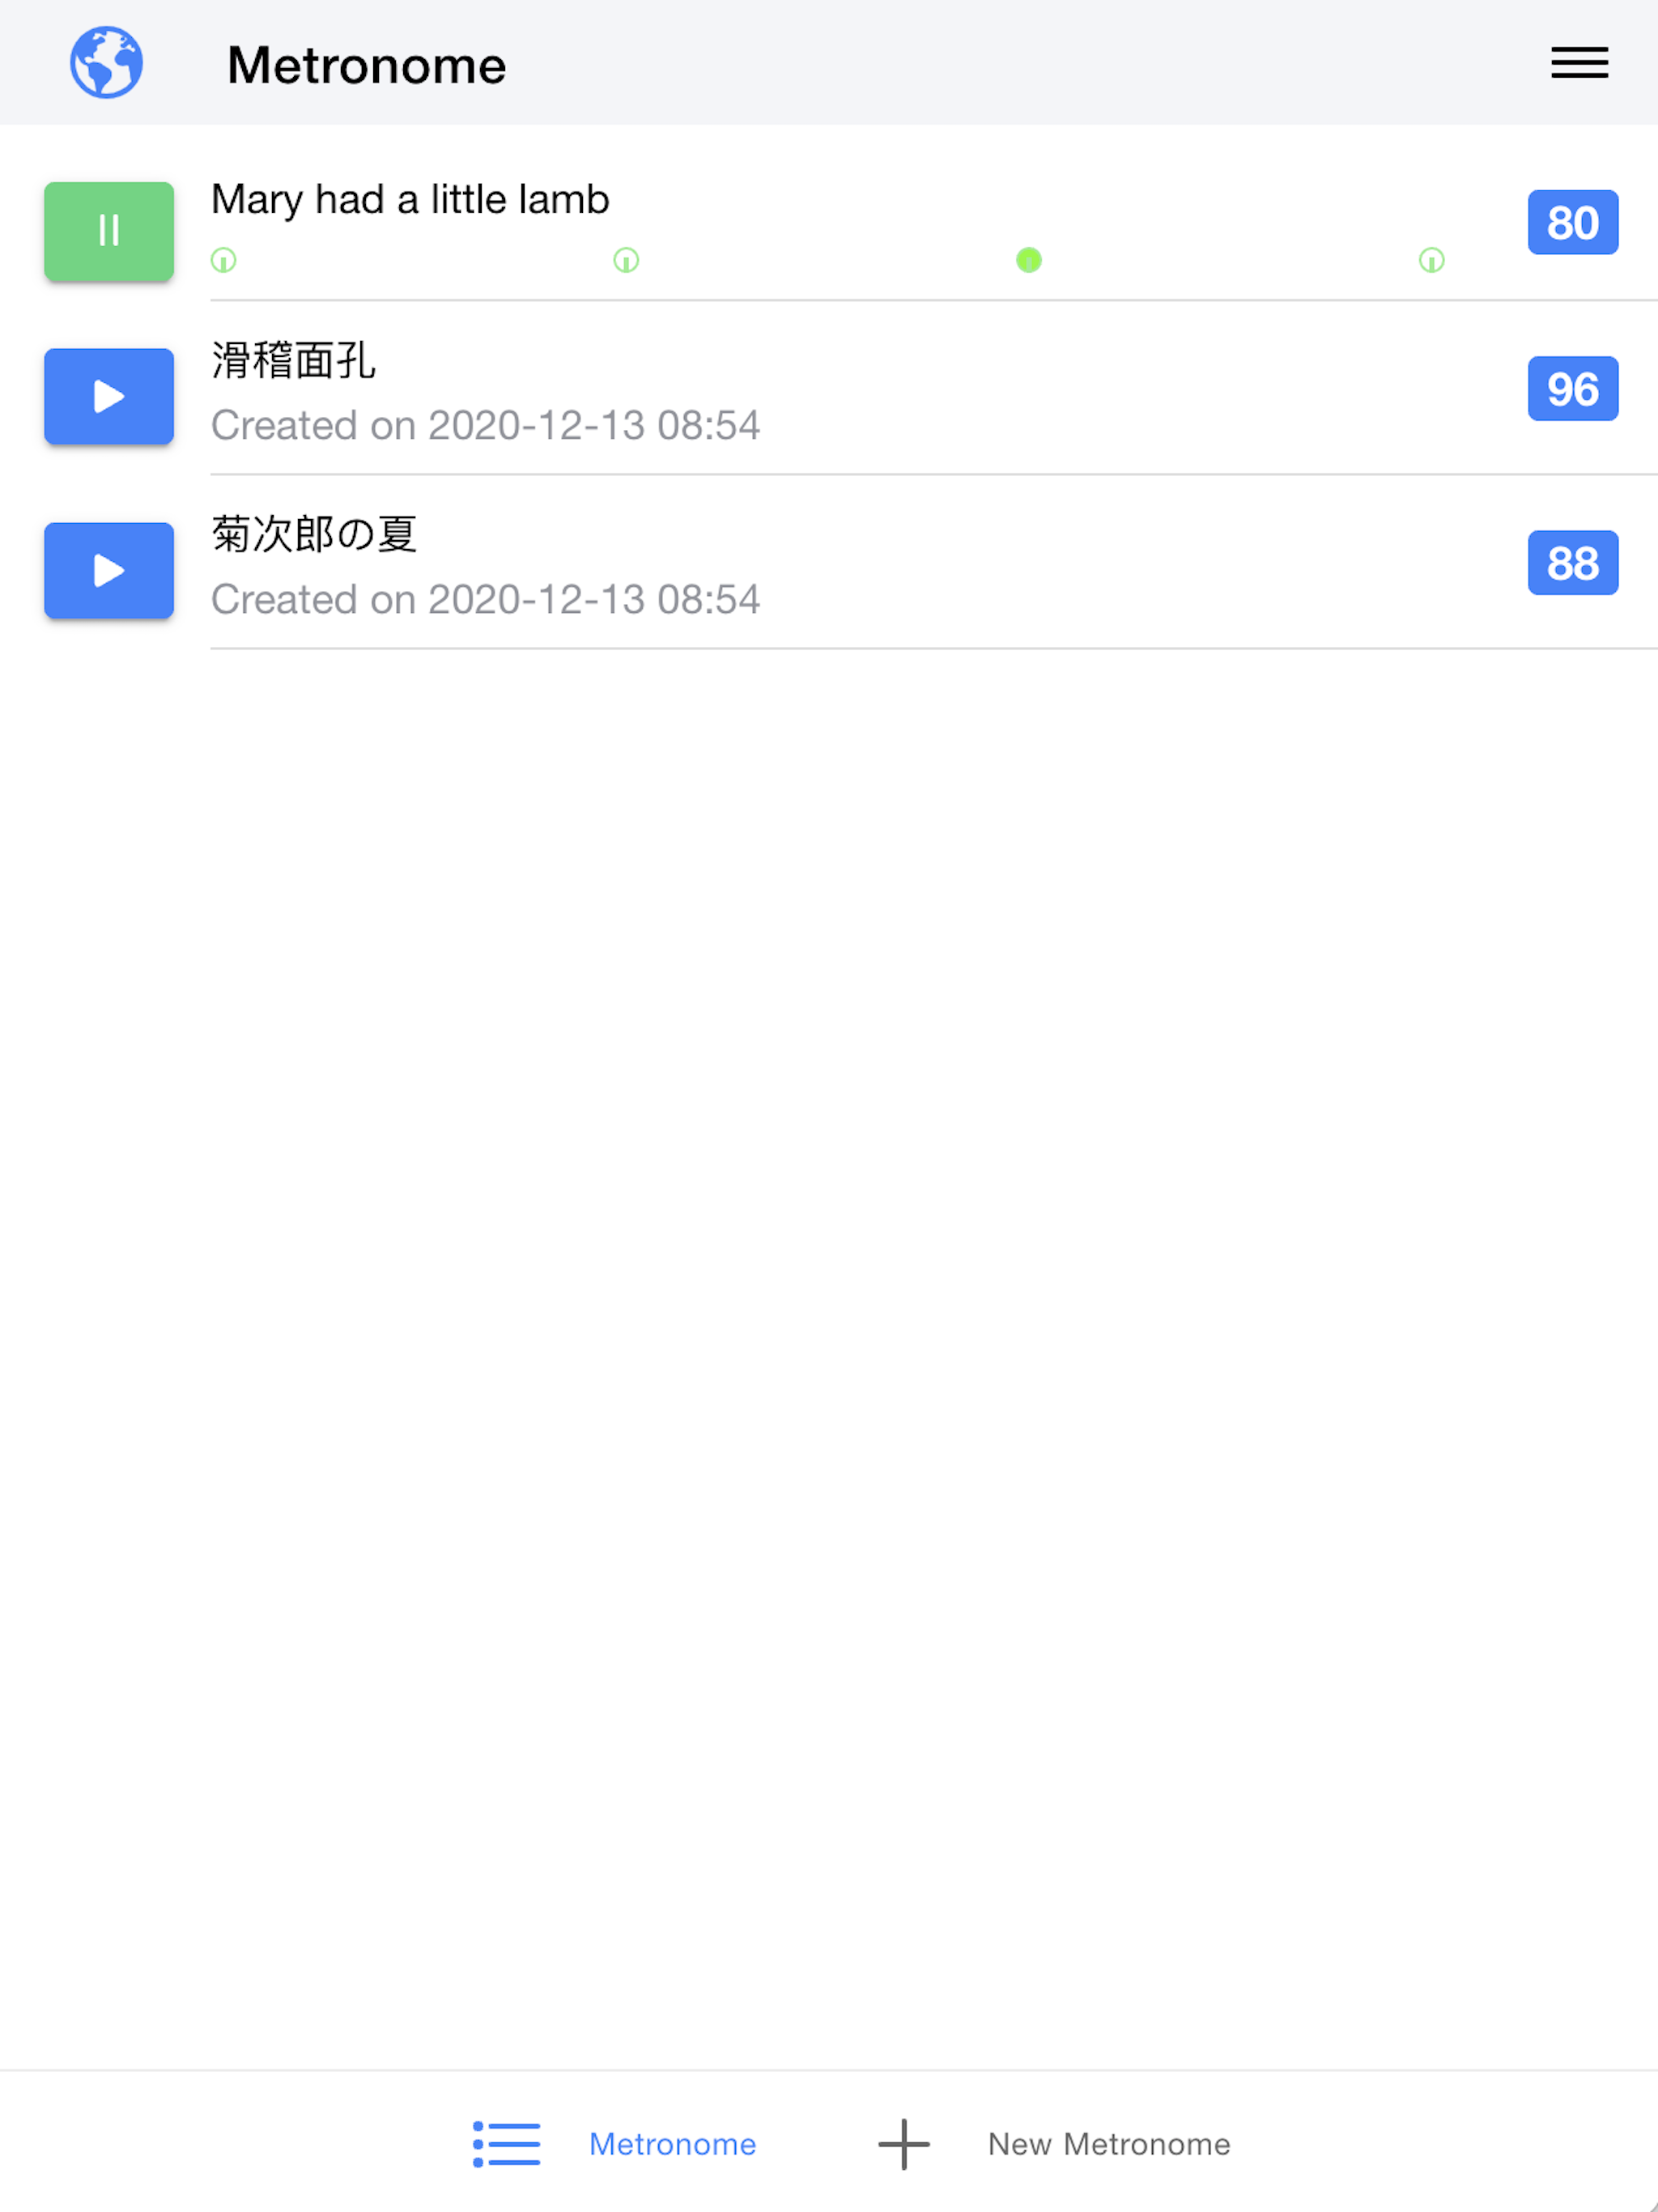 Metronome
Mary had a little lamb
80
滑稽面孔
Created on 2020-12-13 08:54
96
菊次郎の夏
Created on 2020-12-13 08:54
88
Metronome
New Metronome